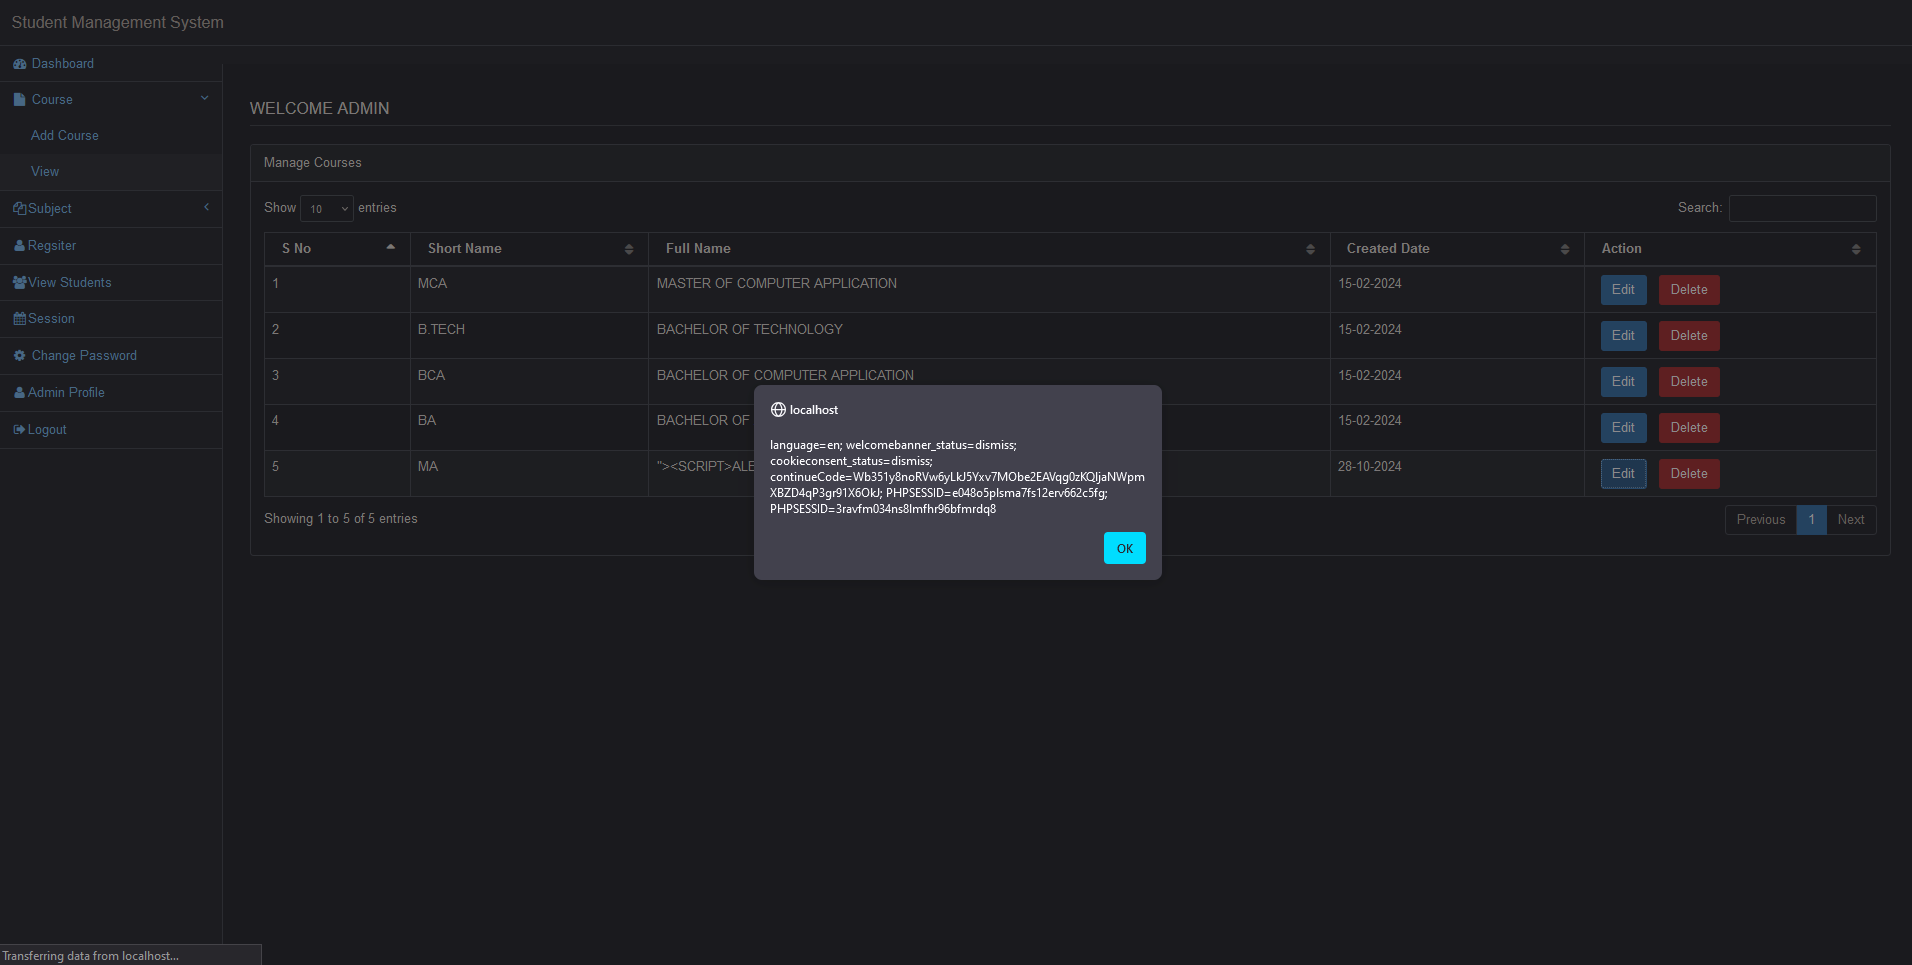 Student Management System
Dashboard
Course
Add Course
View
Subject
Regsiter
View Students
Session
Change Password
Admin Profile
Logout
WELCOME ADMIN
Manage Courses
Show 10 entries
Search:
S No Short Name Full Name Created Date Action
1 MCA MASTER OF COMPUTER APPLICATION 15-02-2024 Edit Delete
2 B.TECH BACHELOR OF TECHNOLOGY 15-02-2024 Edit Delete
3 BCA BACHELOR OF COMPUTER APPLICATION 15-02-2024 Edit Delete
4 BA BACHELOR OF 15-02-2024 Edit Delete
5 MA "><SCRIPT>ALE 28-10-2024 Edit Delete
Showing 1 to 5 of 5 entries
Previous 1 Next
localhost
language=en; welcomebanner_status=dismiss;
cookieconsent_status=dismiss;
continueCode=Wb351y8noRVw6yLkJ5Yxv7MObe2EAVqg0zKQljaNWpm
XBZD4qP3gr91X6OkJ; PHPSESSID=e048o5plsma7fs12erv662c5fg;
PHPSESSID=3ravfm034ns8lmfhr96bfmrdq8
OK
Transferring data from localhost...